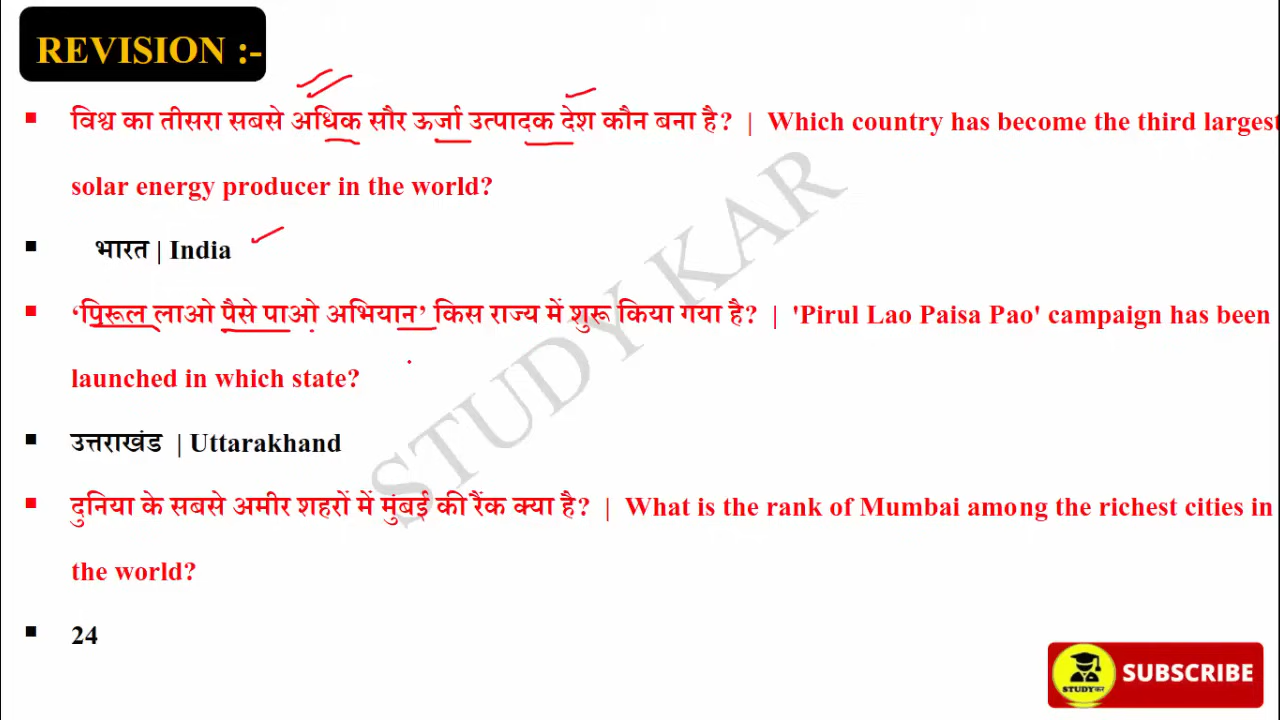 REVISION :-
विश्व का तीसरा सबसे अधिक सौर ऊर्जा उत्पादक देश कौन बना है? | Which country has become the third largest
solar energy producer in the world?
भारत | India
‘पिरूल लाओ पैसे पाओ अभियान’ किस राज्य में शुरू किया गया है? | 'Pirul Lao Paisa Pao' campaign has been
launched in which state?
उत्तराखंड | Uttarakhand
दुनिया के सबसे अमीर शहरों में मुंबई की रैंक क्या है? | What is the rank of Mumbai among the richest cities in
the world?
24
STUDY KAR
STUDYकर
SUBSCRIBE